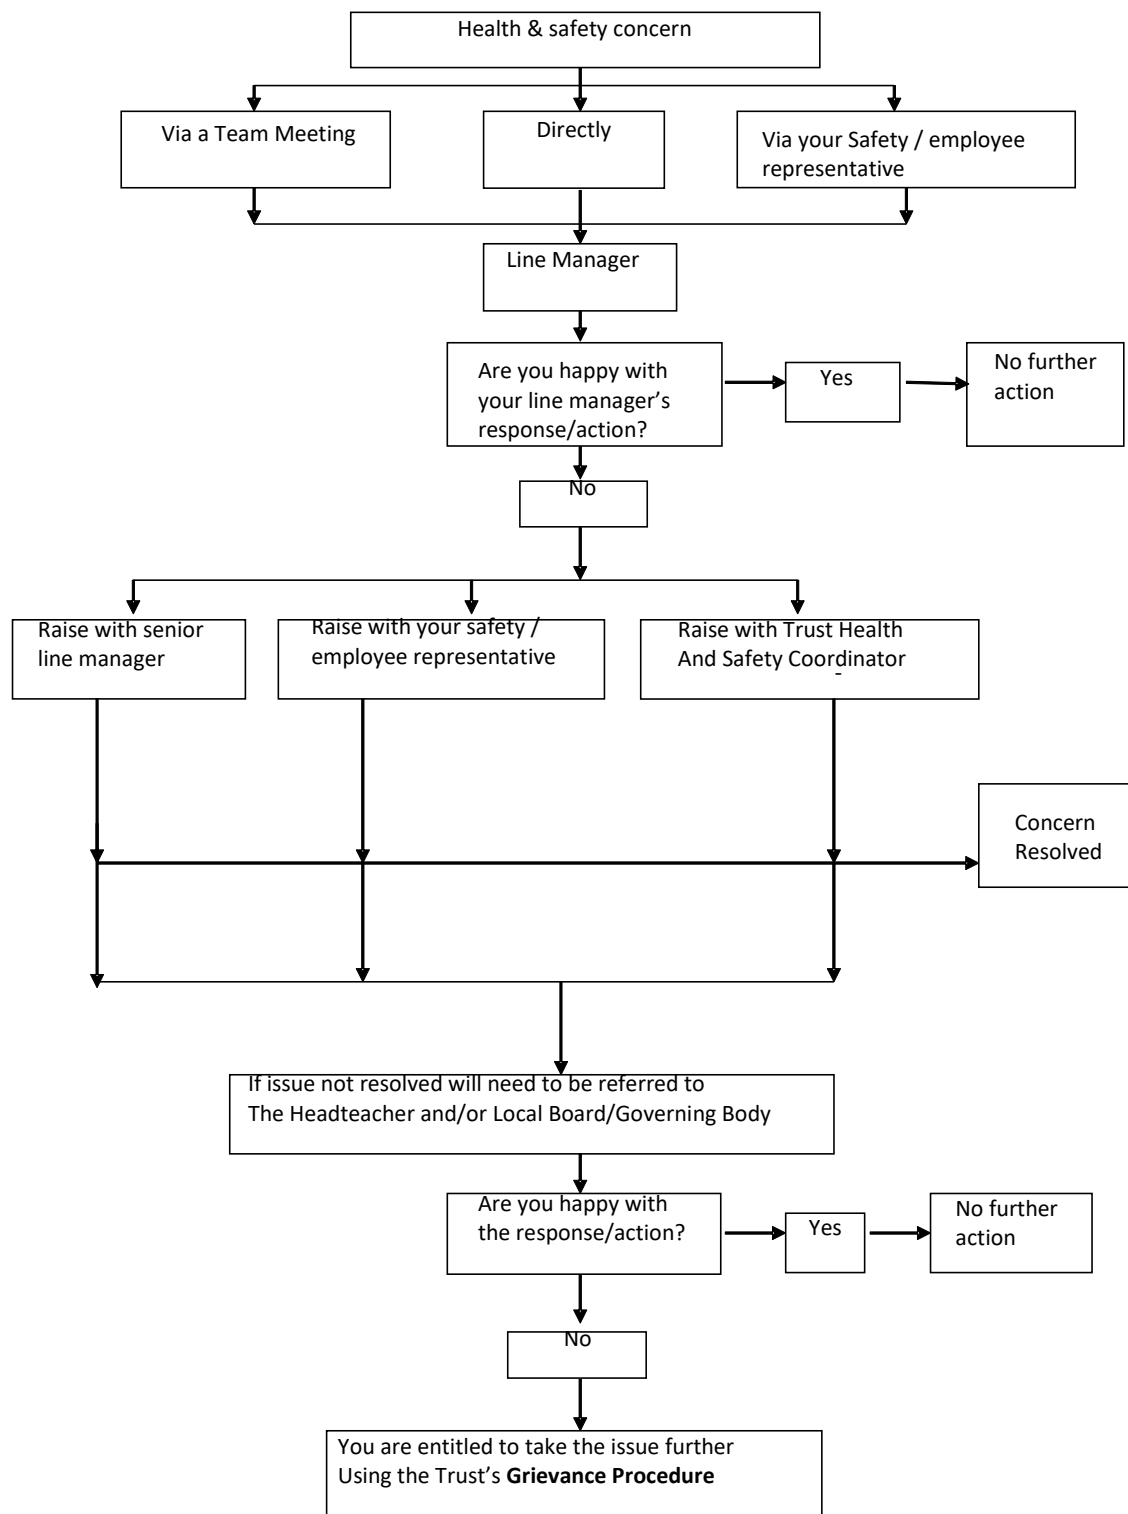 Health & safety concern
Via a Team Meeting
Directly
Via your Safety / employee
representative
Line Manager
Are you happy with
your line manager’s
response/action?
Yes
No further
action
No
Raise with senior
line manager
Raise with your safety /
employee representative
Raise with Trust Health
And Safety Coordinator
Concern
Resolved
If issue not resolved will need to be referred to
The Headteacher and/or Local Board/Governing Body
Are you happy with
the response/action?
Yes
No further
action
No
You are entitled to take the issue further
Using the Trust’s Grievance Procedure